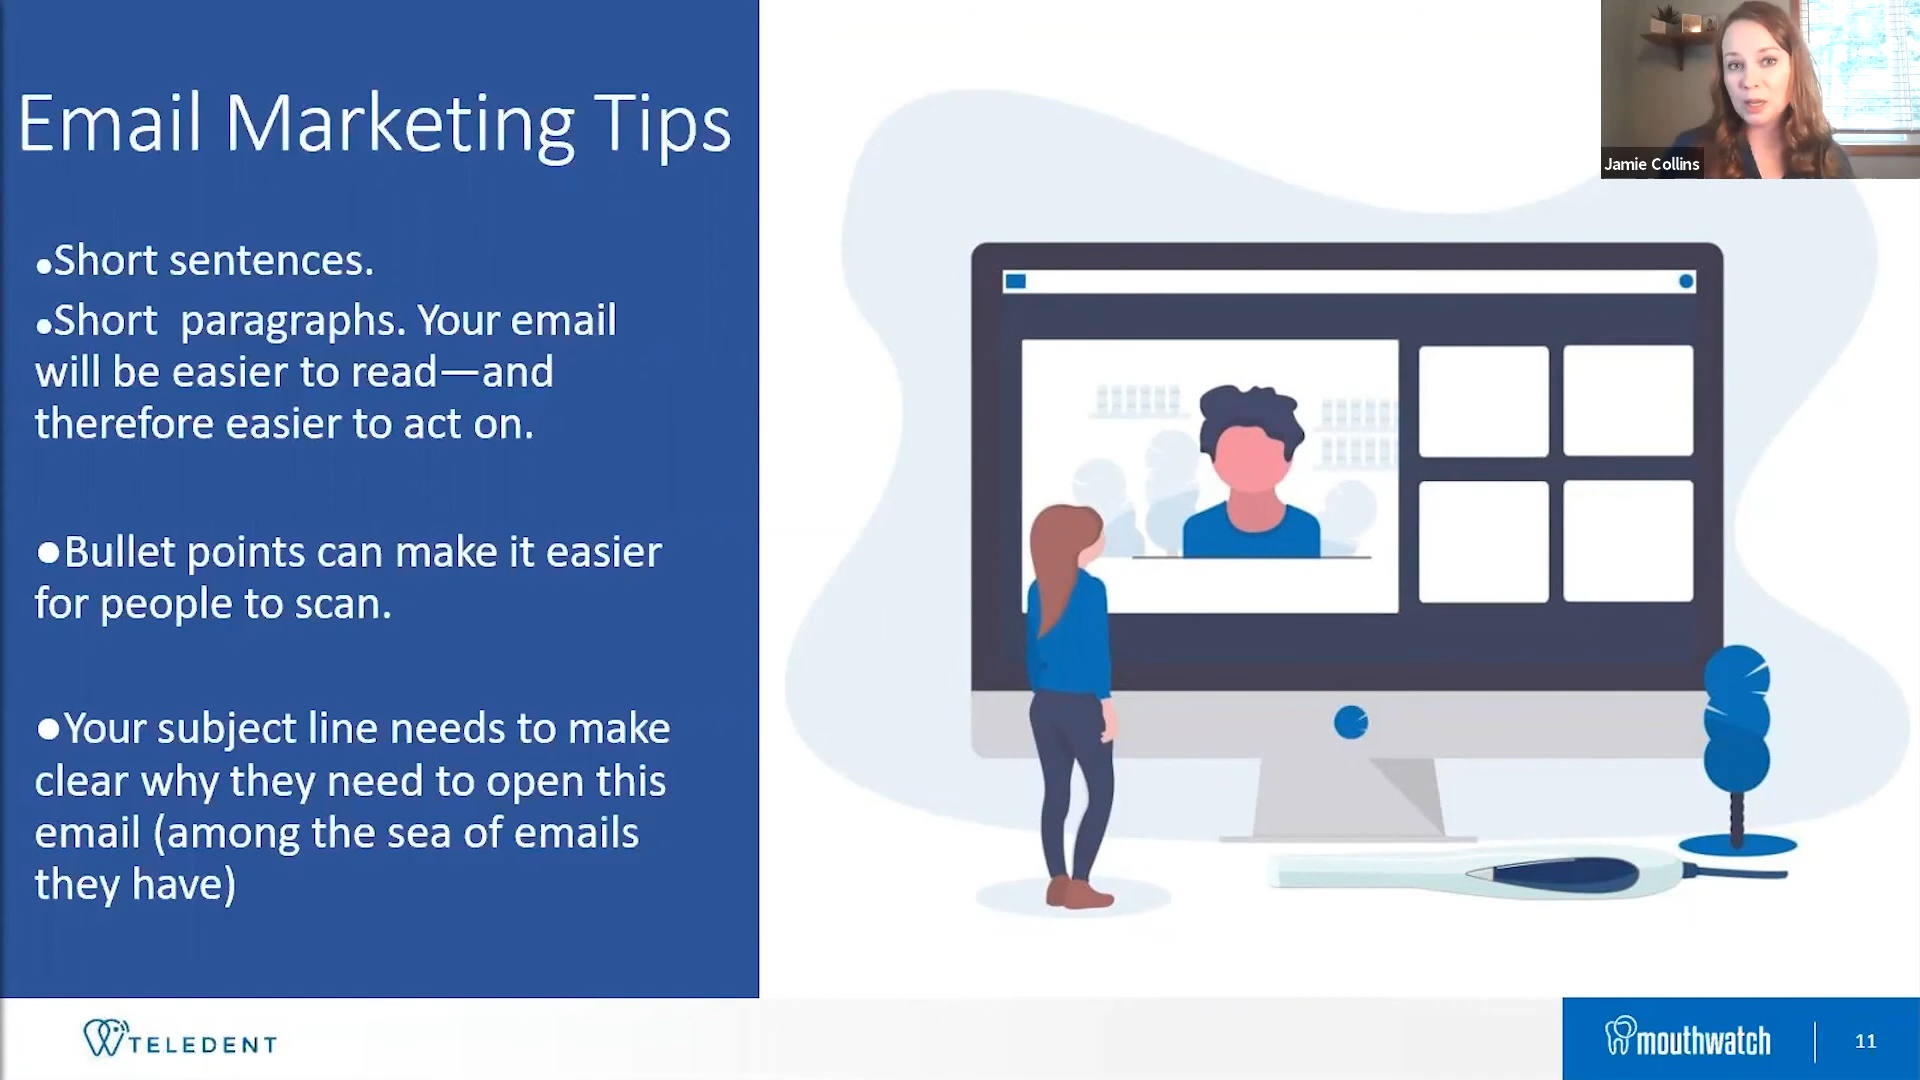 Email Marketing Tips
●Short sentences.
●Short  paragraphs. Your email
will be easier to read—and
therefore easier to act on.
●Bullet points can make it easier
for people to scan.
●Your subject line needs to make
clear why they need to open this
email (among the sea of emails
they have)
Jamie Collins
TELEDENT
mouthwatch
11